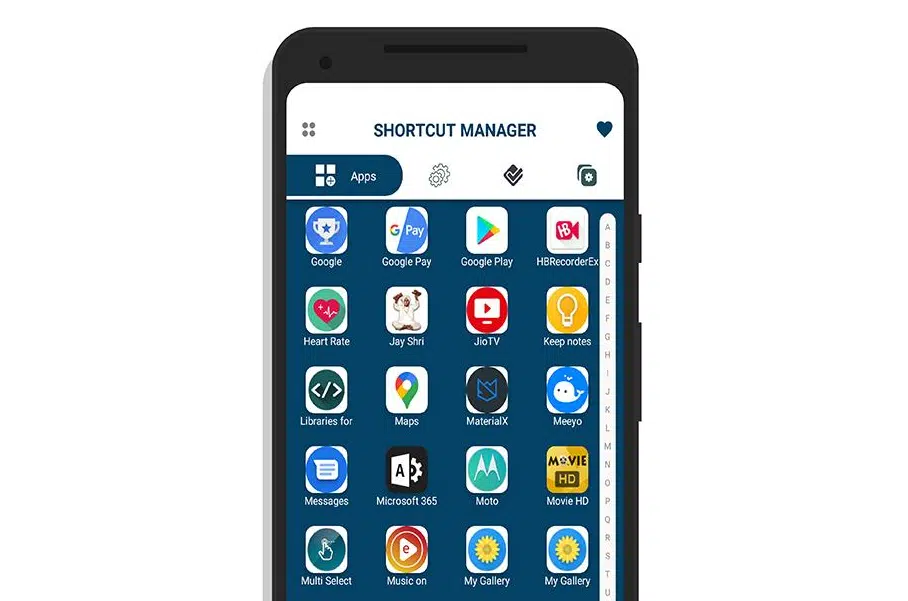 SHORTCUT MANAGER
Apps
G Pay
HB
Google
Google Pay
Google Play
HBRecorderEx
A
B
C
D
E
F
G
H
I
J
K
L
M
N
O
P
Q
R
S
T
U
Heart Rate
Jay Shri
JioTV
Keep notes
Libraries for
Maps
MaterialX
Meeyo
A
MOVIE
HD
Messages
Microsoft 365
Moto
Movie HD
e
Multi Select
Music on
My Gallery
My Gallery